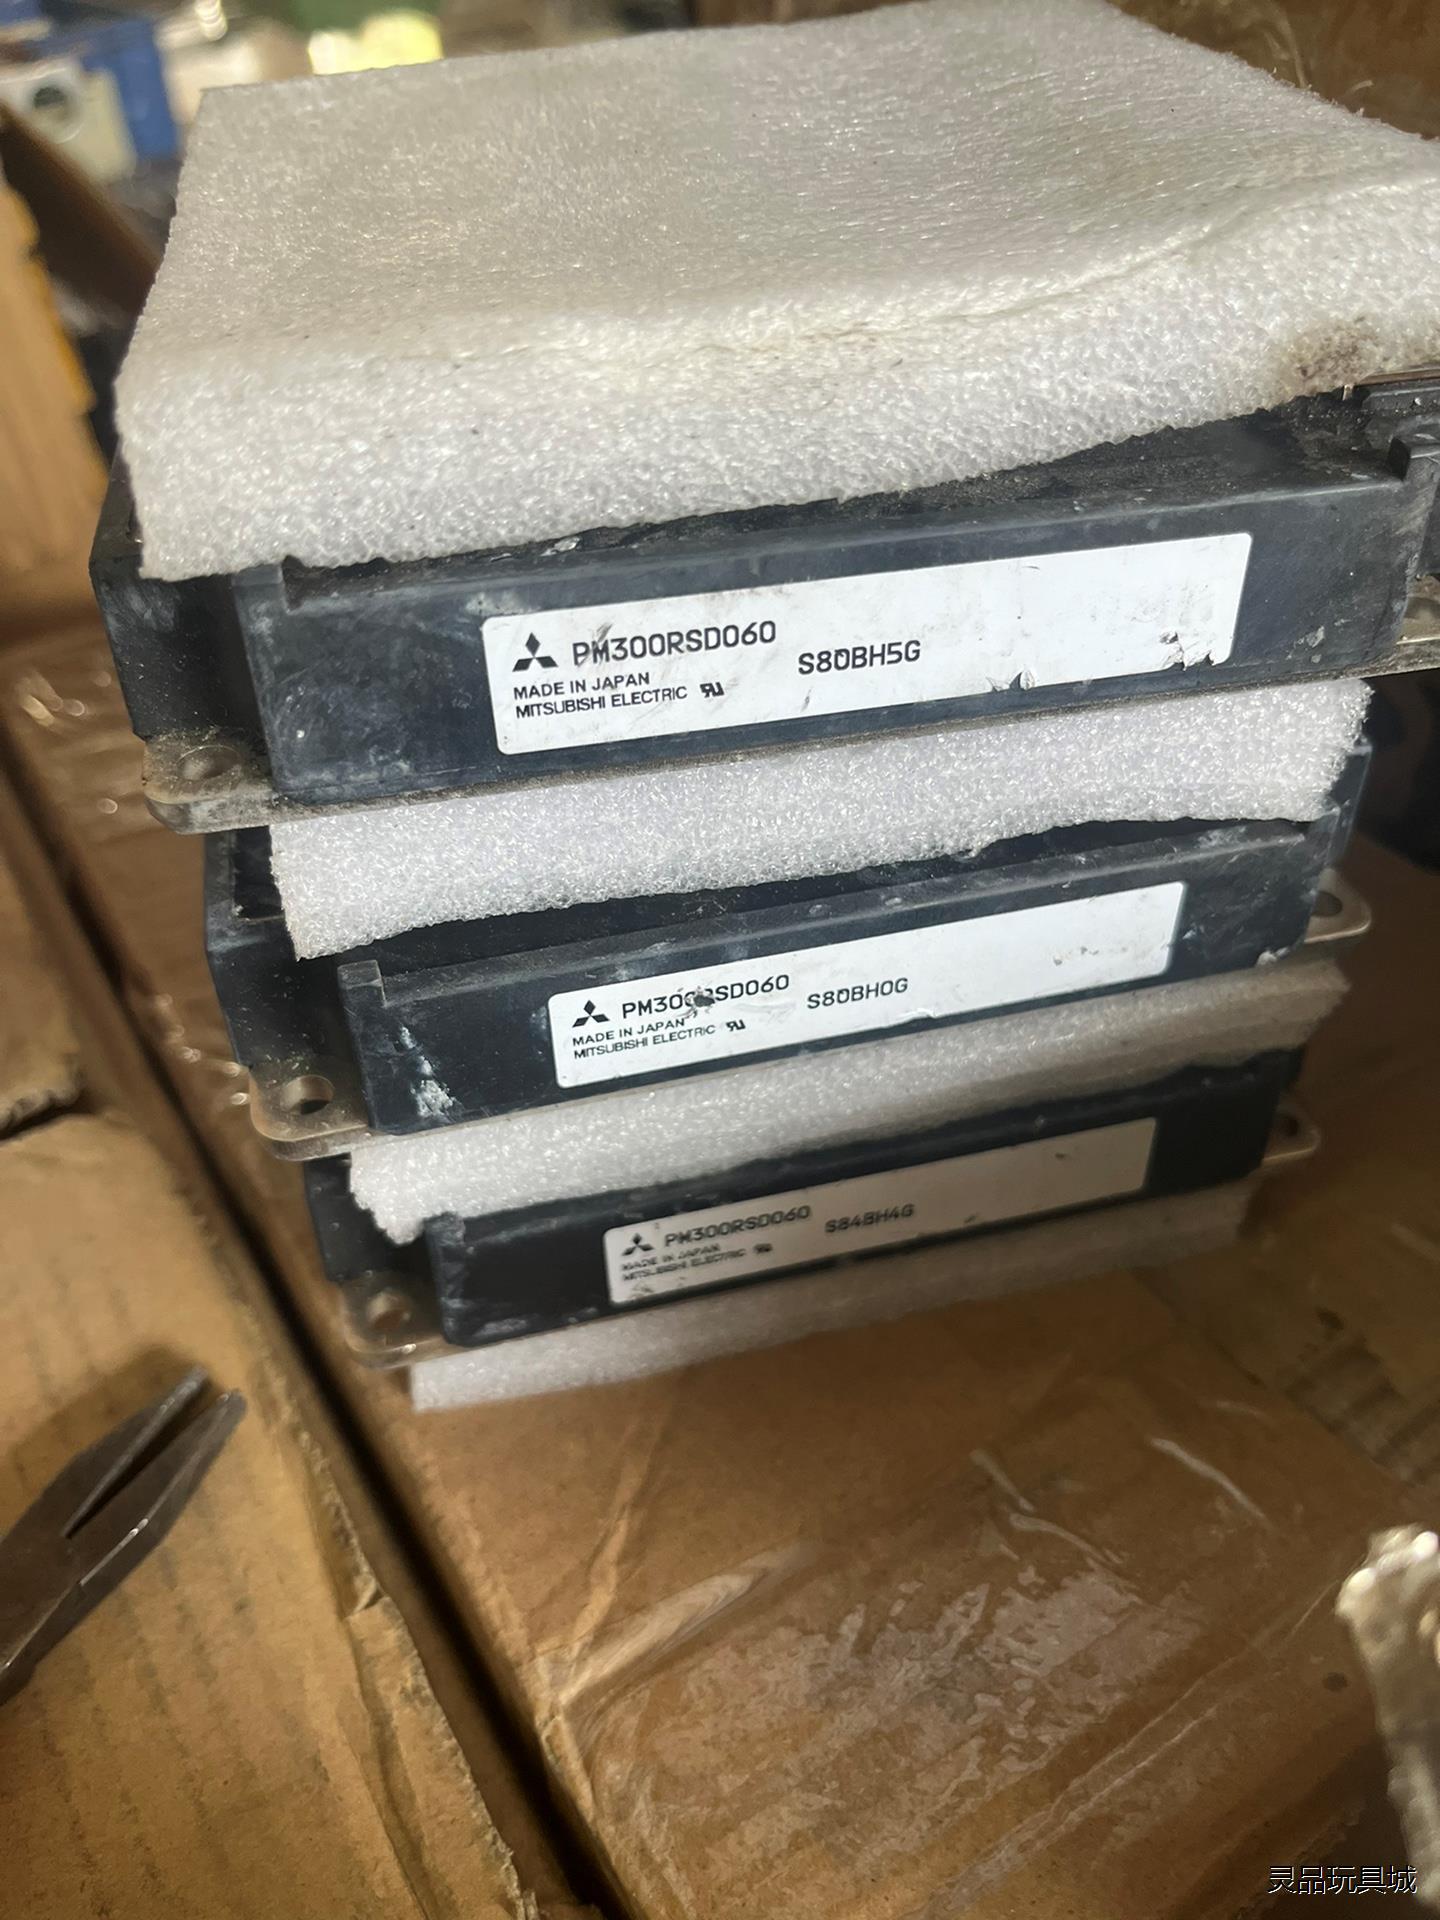 PM300RSD060
S80BH5G
MADE IN JAPAN
MITSUBISHI ELECTRIC
PM300RSD060
S80BH0G
MADE IN JAPAN
MITSUBISHI ELECTRIC
PM300RSD060
S84BH4G
MADE IN JAPAN
MITSUBISHI ELECTRIC
灵品玩具城